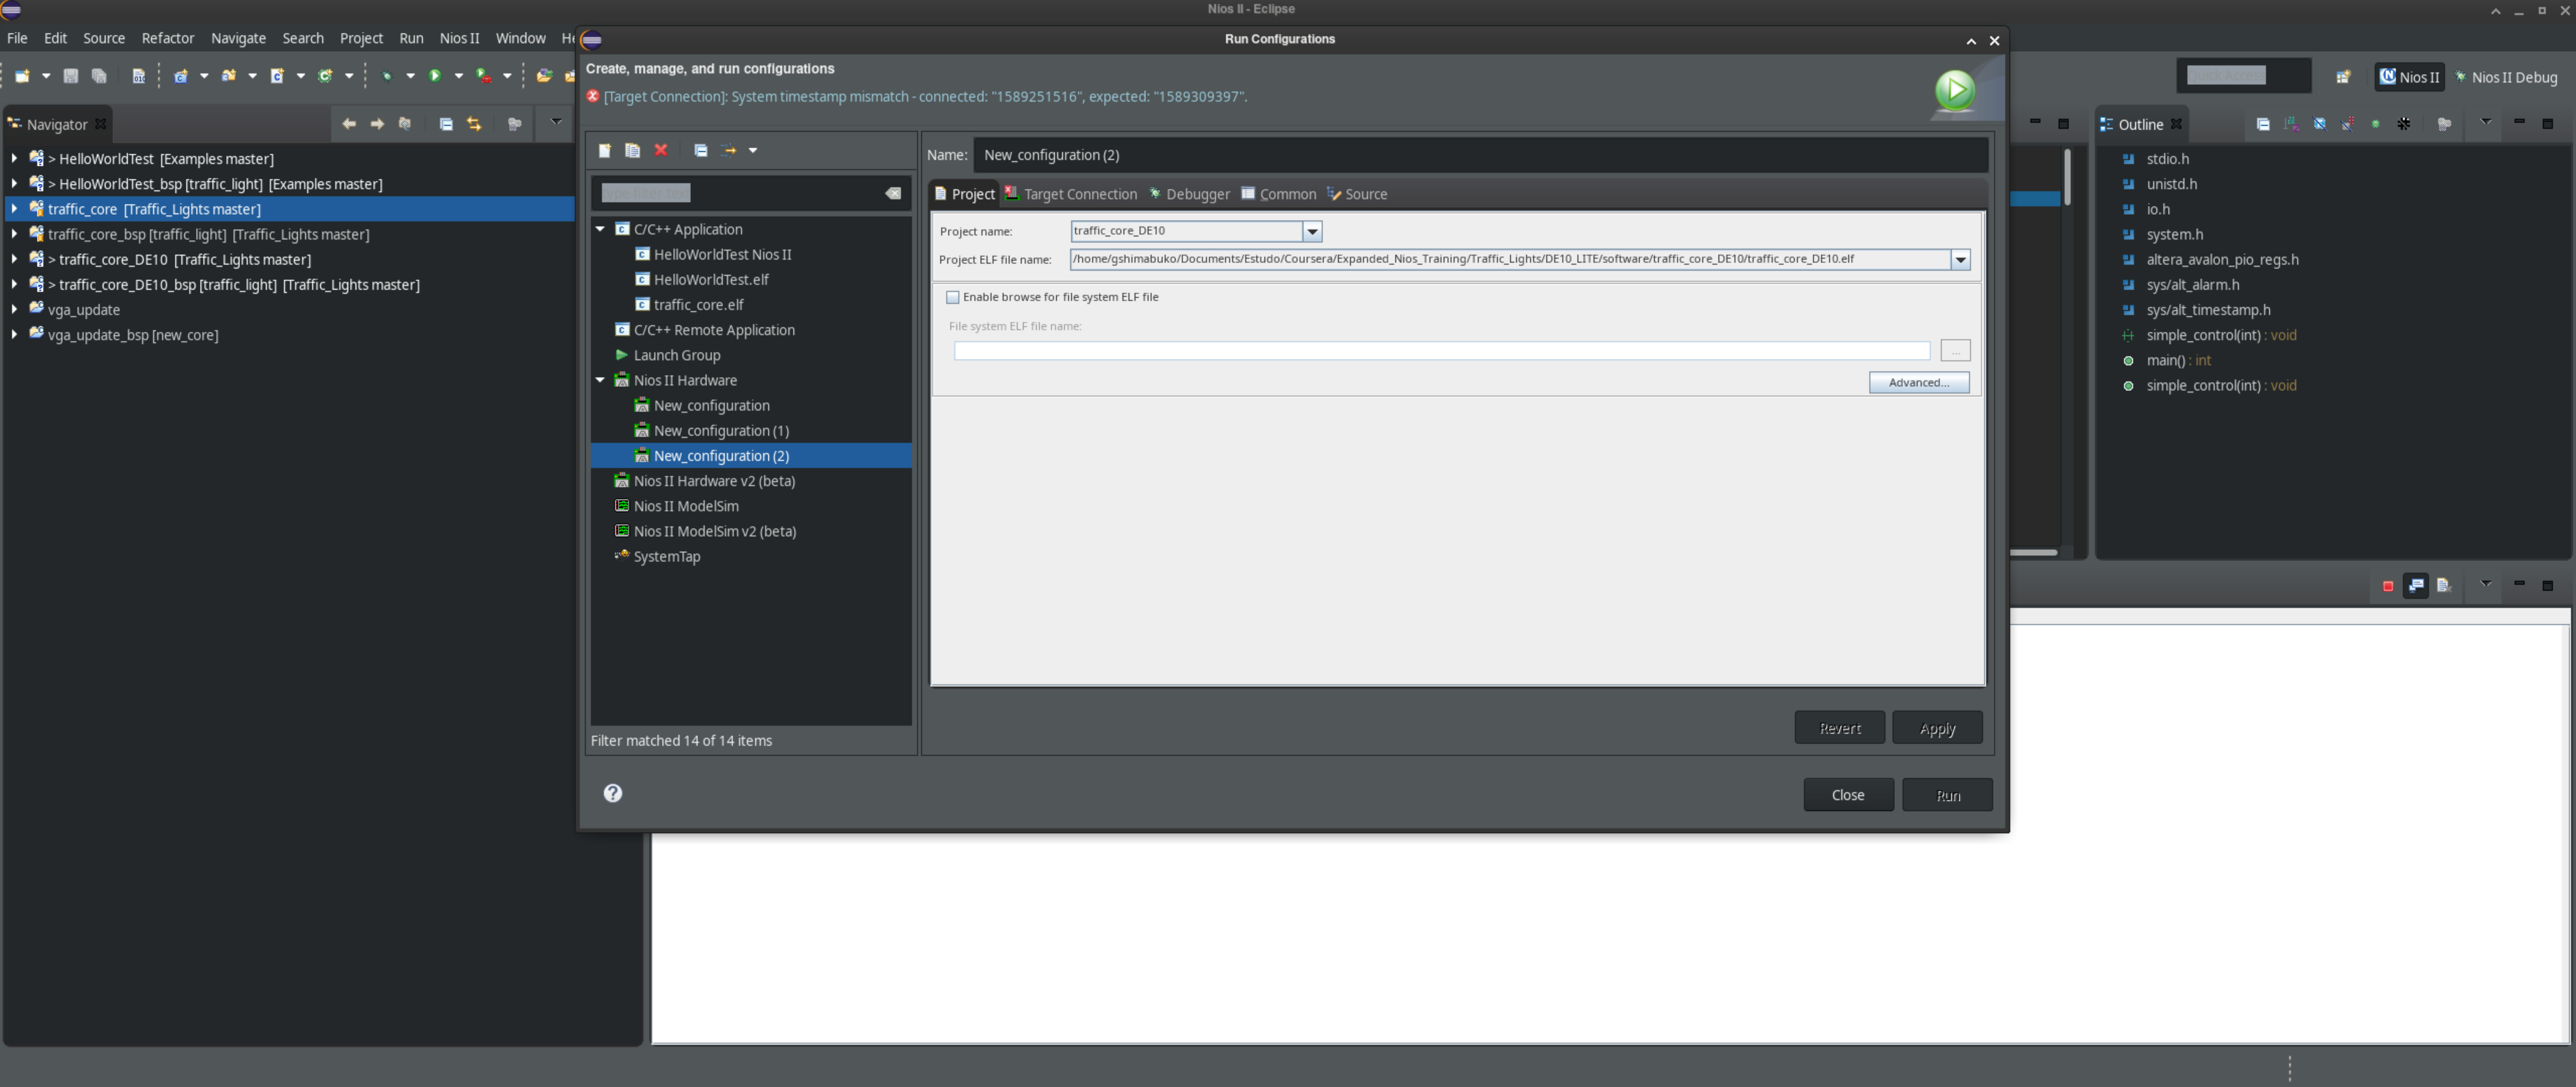 Nios II - Eclipse
File Edit Source Refactor Navigate Search Project Run Nios II Window
Run Configurations
Create, manage, and run configurations
[Target Connection]: System timestamp mismatch - connected: "1589251516", expected: "1589309397".
Quick Access
Nios II
Nios II Debug
Navigator
> HelloWorldTest [Examples master]
> HelloWorldTest_bsp [traffic_light] [Examples master]
traffic_core [Traffic_Lights master]
traffic_core_bsp [traffic_light] [Traffic_Lights master]
> traffic_core_DE10 [Traffic_Lights master]
> traffic_core_DE10_bsp [traffic_light] [Traffic_Lights master]
vga_update
vga_update_bsp [new_core]
type filter text
C/C++ Application
HelloWorldTest Nios II
HelloWorldTest.elf
traffic_core.elf
C/C++ Remote Application
Launch Group
Nios II Hardware
New_configuration
New_configuration (1)
New_configuration (2)
Nios II Hardware v2 (beta)
Nios II ModelSim
Nios II ModelSim v2 (beta)
SystemTap
Filter matched 14 of 14 items
Name: New_configuration (2)
Project Target Connection Debugger Common Source
Project name: traffic_core_DE10
Project ELF file name: /home/gshimabuko/Documents/Estudo/Coursera/Expanded_Nios_Training/Traffic_Lights/DE10_LITE/software/traffic_core_DE10/traffic_core_DE10.elf
Enable browse for file system ELF file
File system ELF file name:
...
Advanced...
Revert Apply
Close Run
Outline
stdio.h
unistd.h
io.h
system.h
altera_avalon_pio_regs.h
sys/alt_alarm.h
sys/alt_timestamp.h
simple_control(int) : void
main() : int
simple_control(int) : void